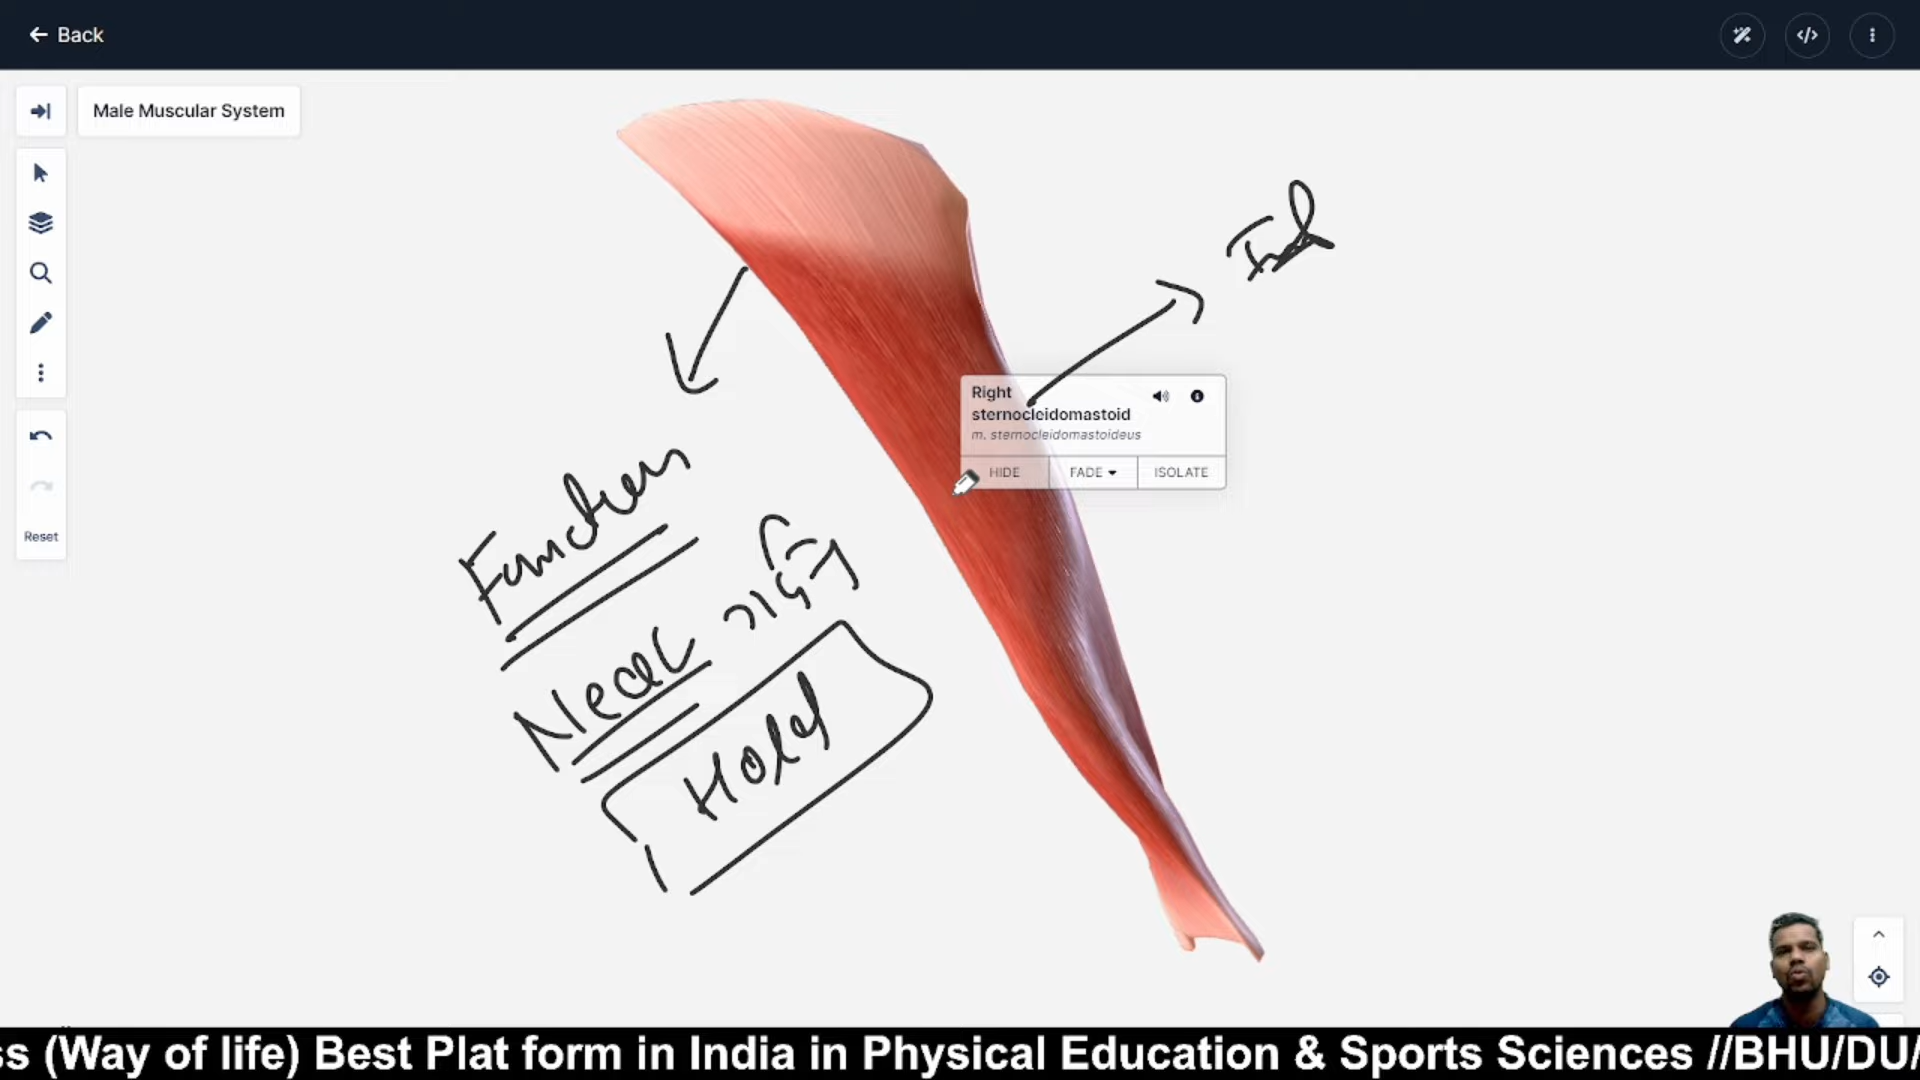 Back
Male Muscular System
Right
sternocleidomastoid
m. sternocleidomastoideus
HIDE
FADE
ISOLATE
Reset
Function
Neck
Hold
ss (Way of life) Best Plat form in India in Physical Education & Sports Sciences //BHU/DU/